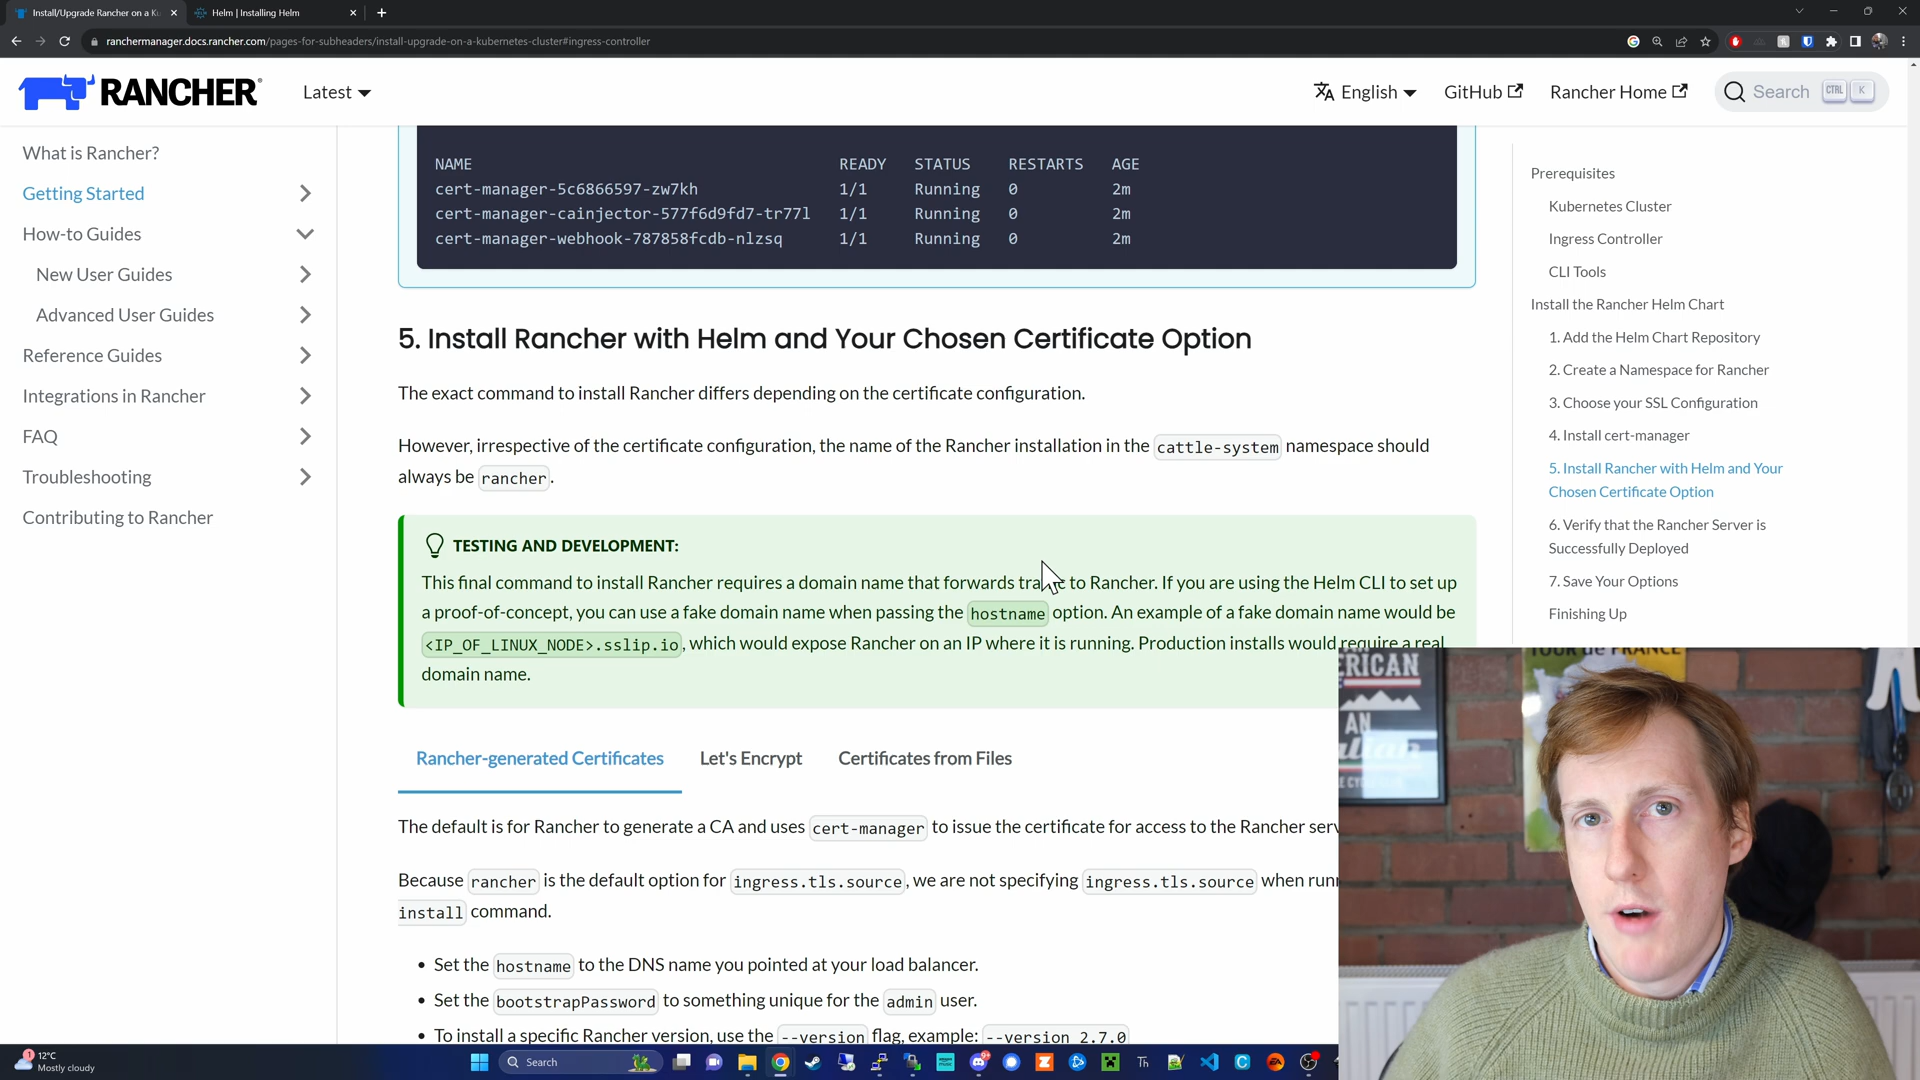 Install/Upgrade Rancher on a Ku
Helm | Installing Helm
ranchermanager.docs.rancher.com/pages-for-subheaders/install-upgrade-on-a-kubernetes-cluster#ingress-controller
RANCHER
Latest
English
GitHub
Rancher Home
Search
CTRL
K
What is Rancher?
Getting Started
How-to Guides
New User Guides
Advanced User Guides
Reference Guides
Integrations in Rancher
FAQ
Troubleshooting
Contributing to Rancher
NAME READY STATUS RESTARTS AGE
cert-manager-5c6866597-zw7kh 1/1 Running 0 2m
cert-manager-cainjector-577f6d9fd7-tr77l 1/1 Running 0 2m
cert-manager-webhook-787858fcdb-nlzsq 1/1 Running 0 2m
5. Install Rancher with Helm and Your Chosen Certificate Option
The exact command to install Rancher differs depending on the certificate configuration.
However, irrespective of the certificate configuration, the name of the Rancher installation in the cattle-system namespace should
always be rancher.
TESTING AND DEVELOPMENT:
This final command to install Rancher requires a domain name that forwards to Rancher. If you are using the Helm CLI to set up
a proof-of-concept, you can use a fake domain name when passing the hostname option. An example of a fake domain name would be
<IP_OF_LINUX_NODE>.sslip.io, which would expose Rancher on an IP where it is running. Production installs would require a real
domain name.
Rancher-generated Certificates
Let's Encrypt
Certificates from Files
The default is for Rancher to generate a CA and uses cert-manager to issue the certificate for access to the Rancher serv
Because rancher is the default option for ingress.tls.source, we are not specifying ingress.tls.source when runn
install command.
• Set the hostname to the DNS name you pointed at your load balancer.
• Set the bootstrapPassword to something unique for the admin user.
• To install a specific Rancher version, use the --version flag, example: --version 2.7.0
Prerequisites
Kubernetes Cluster
Ingress Controller
CLI Tools
Install the Rancher Helm Chart
1. Add the Helm Chart Repository
2. Create a Namespace for Rancher
3. Choose your SSL Configuration
4. Install cert-manager
5. Install Rancher with Helm and Your
Chosen Certificate Option
6. Verify that the Rancher Server is
Successfully Deployed
7. Save Your Options
Finishing Up
TOUR de FRANCE
ERICAN
AN
1
12°C
Mostly cloudy
Search